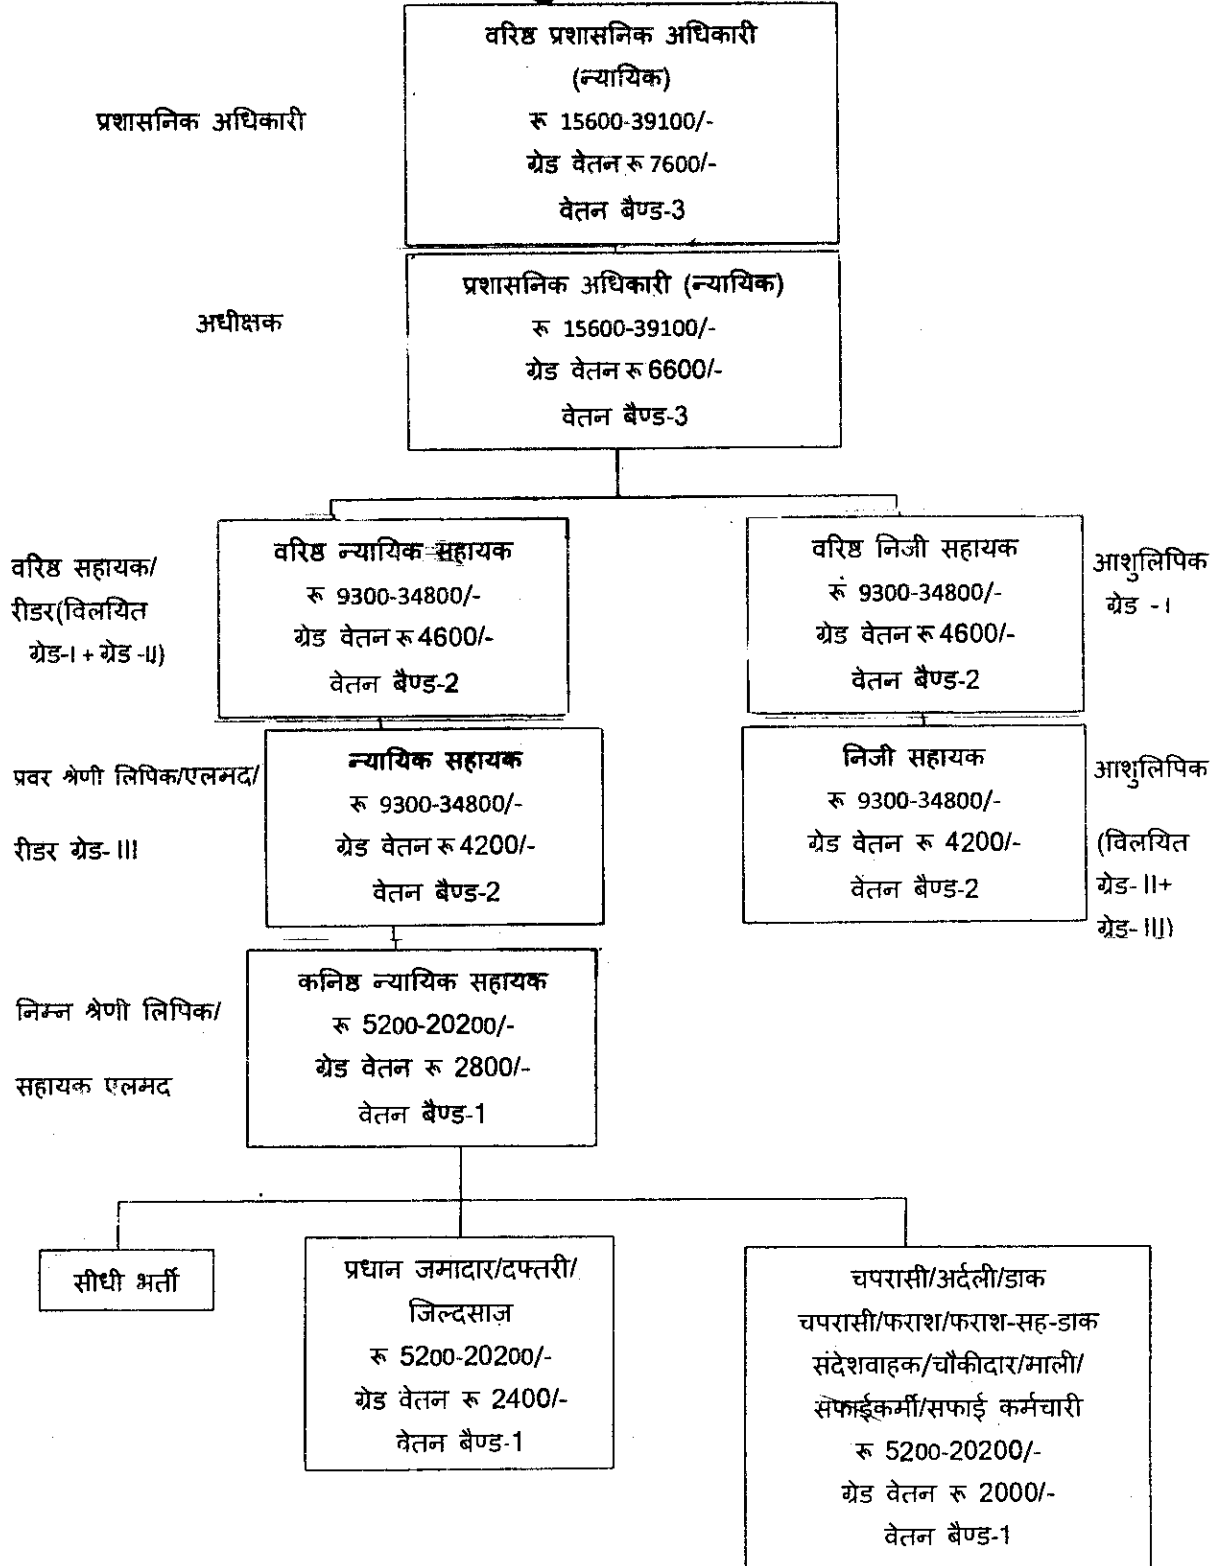 वरिष्ठ प्रशासनिक अधिकारी
(न्यायिक)
रू 15600-39100/-
ग्रेड वेतन रू 7600/-
वेतन बैण्ड-3
प्रशासनिक अधिकारी
प्रशासनिक अधिकारी (न्यायिक)
रू 15600-39100/-
ग्रेड वेतन रू 6600/-
वेतन बैण्ड-3
अधीक्षक
वरिष्ठ सहायक/
रीडर(विलयित
ग्रेड-I + ग्रेड -II)
वरिष्ठ न्यायिक सहायक
रू 9300-34800/-
ग्रेड वेतन रू 4600/-
वेतन बैण्ड-2
वरिष्ठ निजी सहायक
रू 9300-34800/-
ग्रेड वेतन रू 4600/-
वेतन बैण्ड-2
आशुलिपिक
ग्रेड -I
प्रवर श्रेणी लिपिक/एलमद/
रीडर ग्रेड- III
न्यायिक सहायक
रू 9300-34800/-
ग्रेड वेतन रू 4200/-
वेतन बैण्ड-2
निजी सहायक
रू 9300-34800/-
ग्रेड वेतन रू 4200/-
वेतन बैण्ड-2
आशुलिपिक
(विलयित
ग्रेड- II+
ग्रेड- III)
निम्न श्रेणी लिपिक/
सहायक एलमद
कनिष्ठ न्यायिक सहायक
रू 5200-20200/-
ग्रेड वेतन रू 2800/-
वेतन बैण्ड-1
सीधी भर्ती
प्रधान जमादार/दफ्तरी/
जिल्दसाज़
रू 5200-20200/-
ग्रेड वेतन रू 2400/-
वेतन बैण्ड-1
चपरासी/अर्दली/डाक
चपरासी/फराश/फराश-सह-डाक
संदेशवाहक/चौकीदार/माली/
सफाईकर्मी/सफाई कर्मचारी
रू 5200-20200/-
ग्रेड वेतन रू 2000/-
वेतन बैण्ड-1